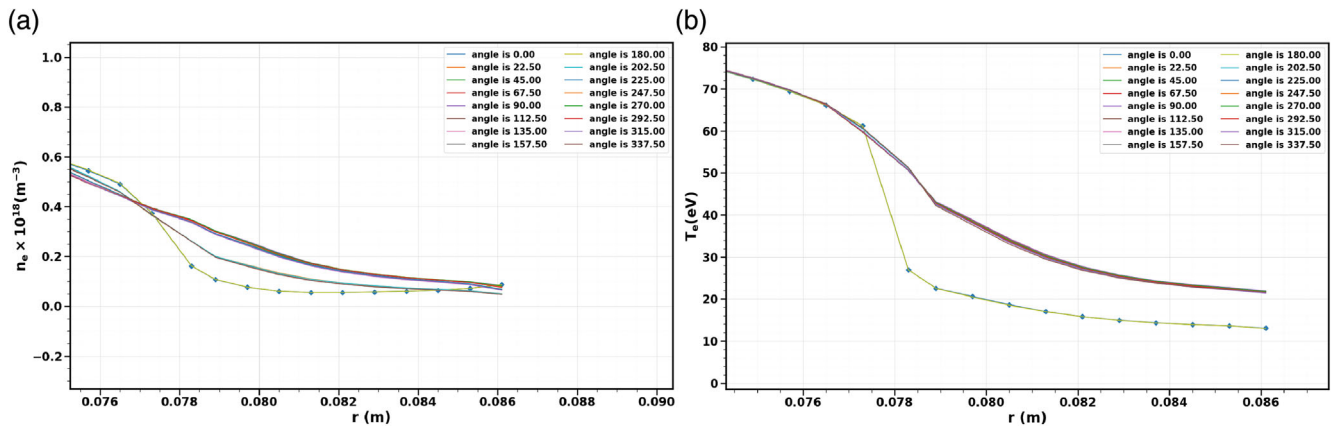 (a)
n_e × 10^18(m^−3)
1.0
0.8
0.6
0.4
0.2
0.0
−0.2
angle is 0.00 angle is 180.00
angle is 22.50 angle is 202.50
angle is 45.00 angle is 225.00
angle is 67.50 angle is 247.50
angle is 90.00 angle is 270.00
angle is 112.50 angle is 292.50
angle is 135.00 angle is 315.00
angle is 157.50 angle is 337.50
0.076 0.078 0.080 0.082 0.084 0.086 0.088 0.090
r (m)
(b)
T_e(eV)
80
70
60
50
40
30
20
10
0
angle is 0.00 angle is 180.00
angle is 22.50 angle is 202.50
angle is 45.00 angle is 225.00
angle is 67.50 angle is 247.50
angle is 90.00 angle is 270.00
angle is 112.50 angle is 292.50
angle is 135.00 angle is 315.00
angle is 157.50 angle is 337.50
0.076 0.078 0.080 0.082 0.084 0.086
r (m)